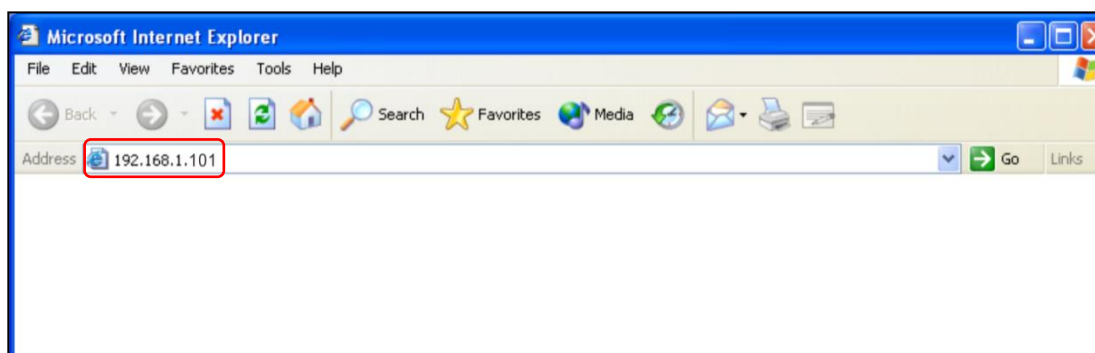 Microsoft Internet Explorer
File Edit View Favorites Tools Help
Back Search Favorites Media
Address 192.168.1.101 Go Links